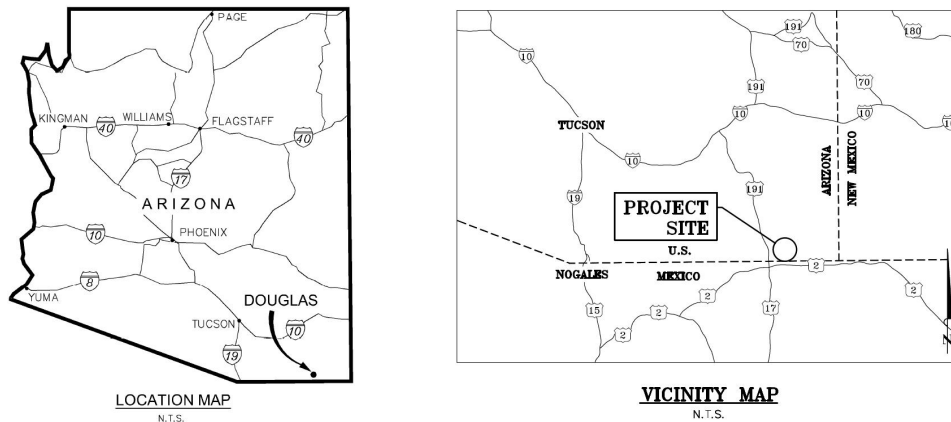 PAGE
KINGMAN
40
WILLIAMS
FLAGSTAFF
40
17
ARIZONA
10
PHOENIX
8
YUMA
DOUGLAS
TUCSON
10
19
LOCATION MAP
N.T.S.
191
180
10
70
191
70
10
10
10
TUCSON
10
ARIZONA
NEW MEXICO
19
191
PROJECT
SITE
U.S.
NOGALES
MEXICO
2
2
2
15
2
17
2
N
VICINITY MAP
N.T.S.